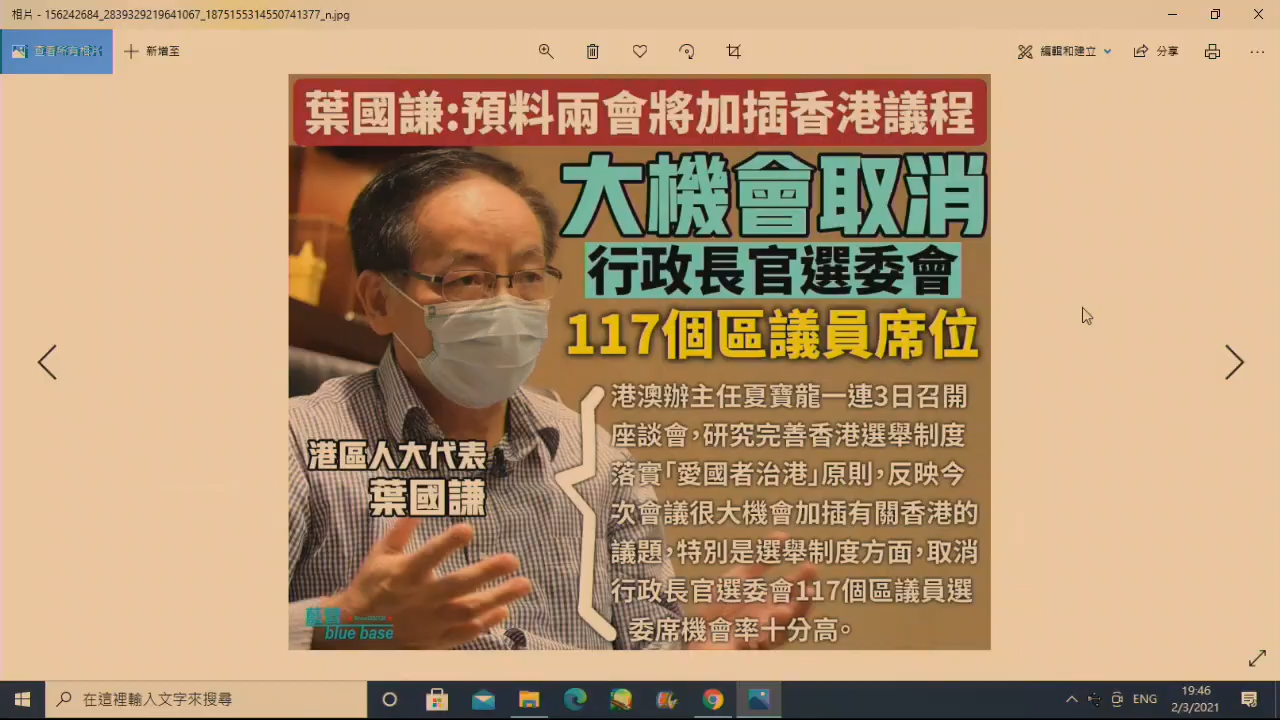 相片 - 156242684_2839329219641067_1875155314550741377_n.jpg
查看所有相片
新增至
編輯和建立
分享
葉國謙:預料兩會將加插香港議程
大機會取消
行政長官選委會
117個區議員席位
港澳辦主任夏寶龍一連3日召開
座談會,研究完善香港選舉制度
落實「愛國者治港」原則,反映今
次會議很大機會加插有關香港的
議題,特別是選舉制度方面,取消
行政長官選委會117個區議員選
委席機會率十分高。
港區人大代表
葉國謙
blue base
在這裡輸入文字來搜尋
ENG
19:46
2/3/2021